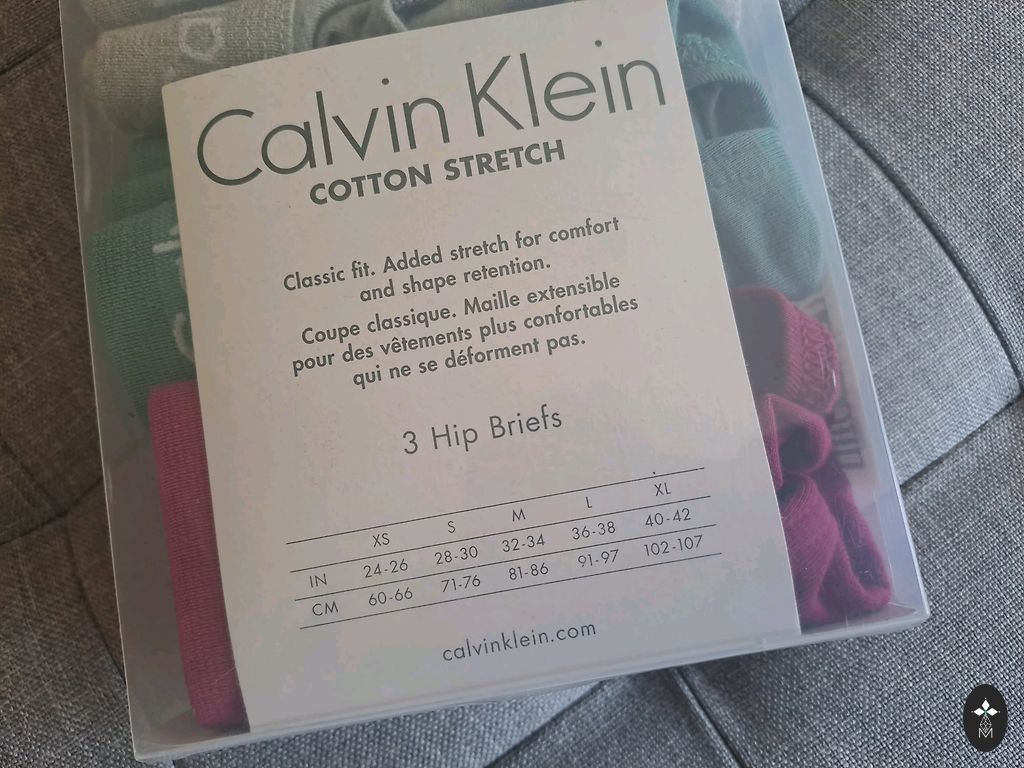 Calvin Klein
COTTON STRETCH
Classic fit. Added stretch for comfort
and shape retention.
Coupe classique. Maille extensible
pour des vêtements plus confortables
qui ne se déforment pas.
3 Hip Briefs
XS S M L XL
IN 24-26 28-30 32-34 36-38 40-42
CM 60-66 71-76 81-86 91-97 102-107
calvinklein.com
M